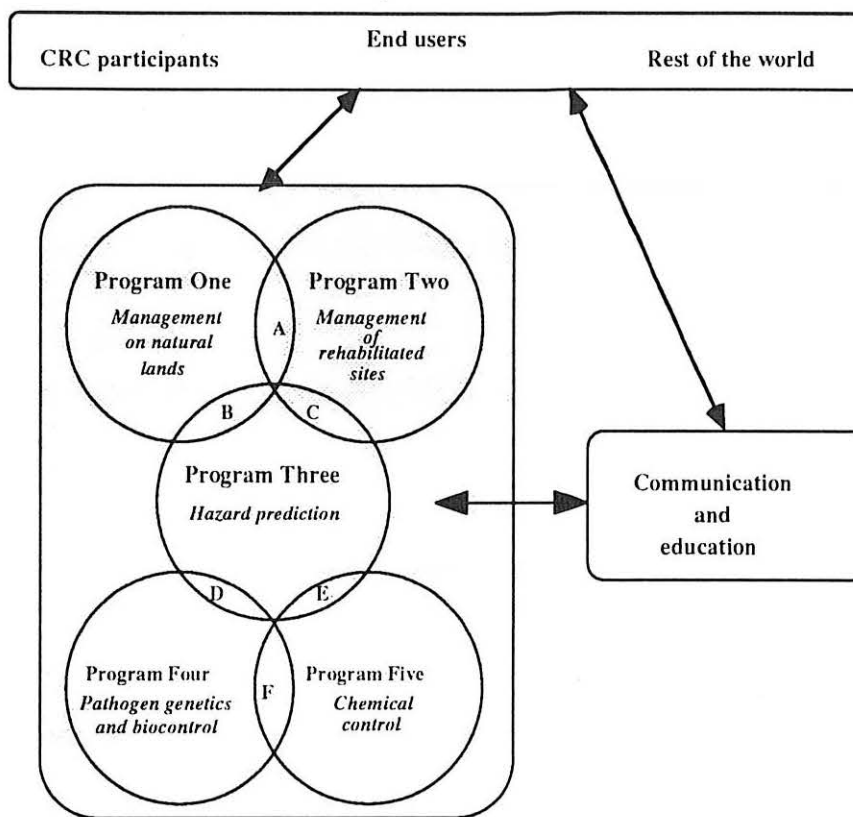 End users
CRC participants
Rest of the world
Program One
Management
on natural
lands
A
Program Two
Management
of
rehabilitated
sites
B
C
Program Three
Hazard prediction
Communication
and
education
D
E
Program Four
Pathogen genetics
and biocontrol
F
Program Five
Chemical
control